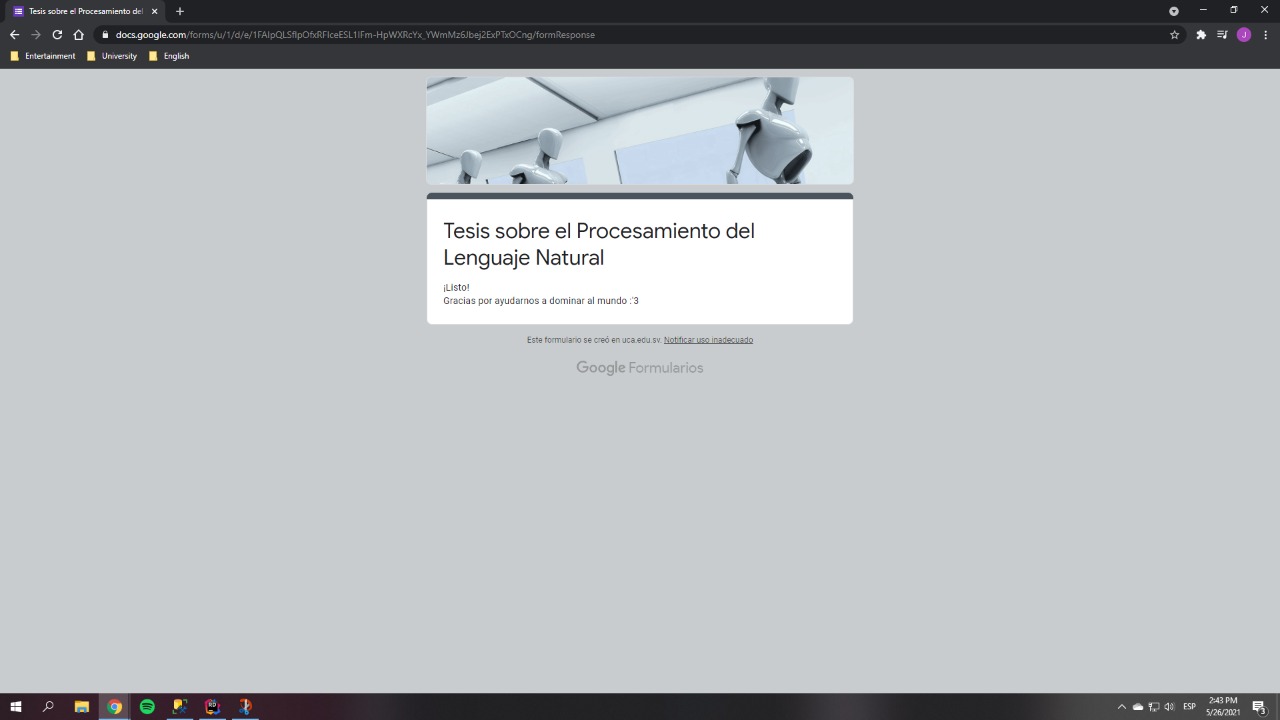 Tesis sobre el Procesamiento del
docs.google.com/forms/u/1/d/e/1FAIpQLSflpOfxRFIceESL1IFm-HpWXRcYx_YWmMz6Jbej2ExPTxOCng/formResponse
J
Entertainment University English
Tesis sobre el Procesamiento del
Lenguaje Natural
¡Listo!
Gracias por ayudarnos a dominar al mundo :'3
Este formulario se creó en uca.edu.sv. Notificar uso inadecuado
Google Formularios
RD
ESP
2:43 PM
5/26/2021
3